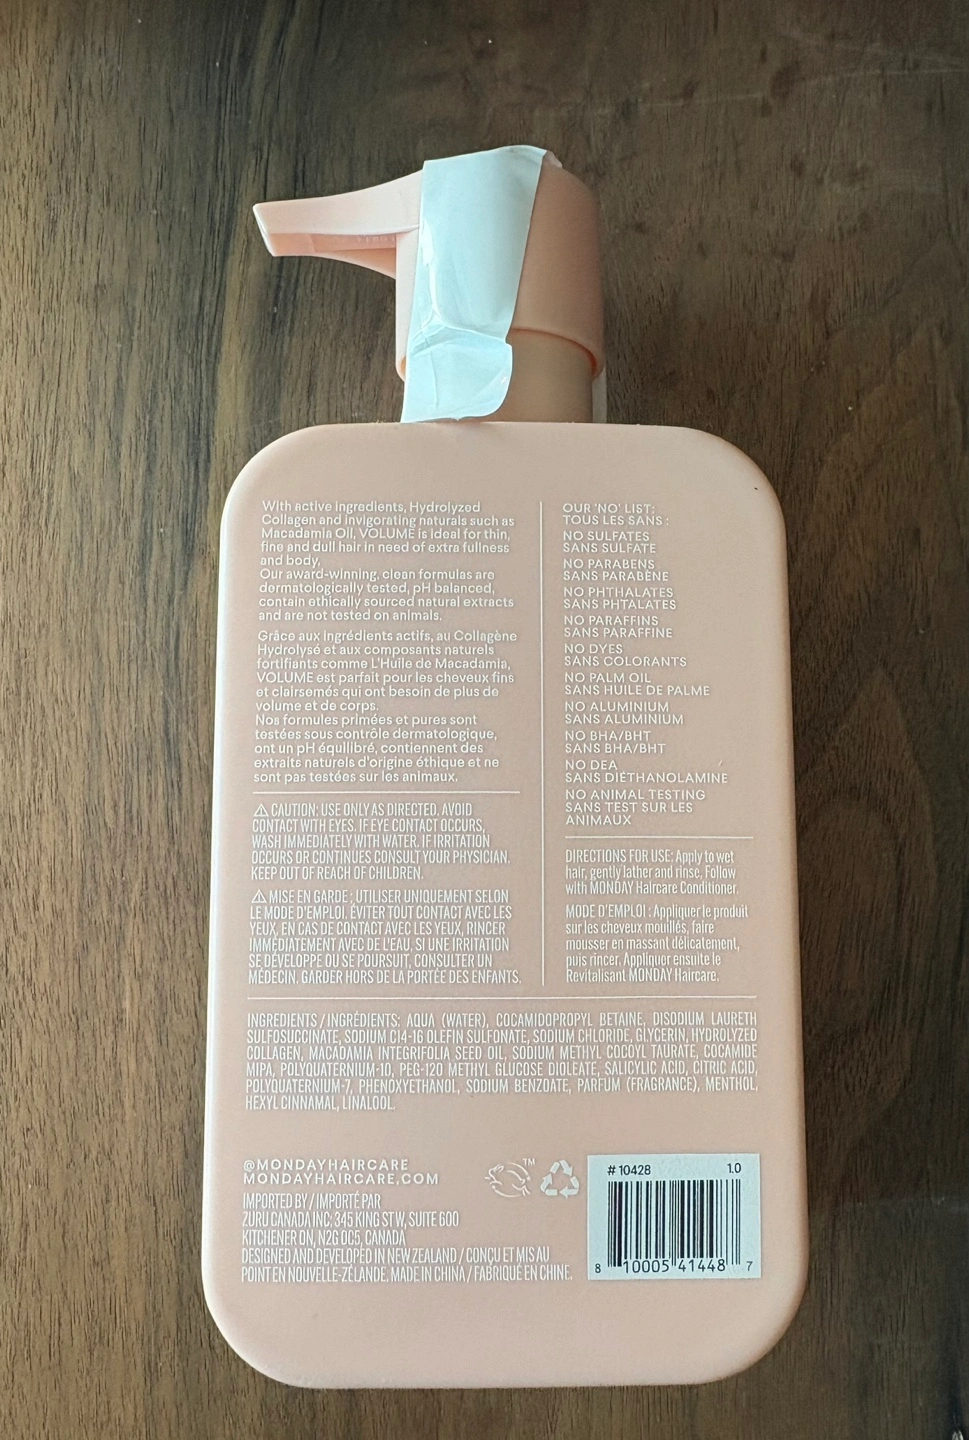 With active ingredients, Hydrolyzed
Collagen and invigorating naturals such as
Macadamia Oil, VOLUME is ideal for thin,
fine and dull hair in need of extra fullness
and body.
Our award-winning, clean formulas are
dermatologically tested, pH balanced,
contain ethically sourced natural extracts
and are not tested on animals.
Grâce aux ingrédients actifs, au Collagène
Hydrolysé et aux composants naturels
fortifiants comme L'Huile de Macadamia,
VOLUME est parfait pour les cheveux fins
et clairsemés qui ont besoin de plus de
volume et de corps.
Nos formules primées et pures sont
testées sous contrôle dermatologique,
ont un pH équilibré, contiennent des
extraits naturels d'origine éthique et ne
sont pas testées sur les animaux.
⚠ CAUTION: USE ONLY AS DIRECTED. AVOID
CONTACT WITH EYES. IF EYE CONTACT OCCURS,
WASH IMMEDIATELY WITH WATER. IF IRRITATION
OCCURS OR CONTINUES CONSULT YOUR PHYSICIAN.
KEEP OUT OF REACH OF CHILDREN.
⚠ MISE EN GARDE : UTILISER UNIQUEMENT SELON
LE MODE D'EMPLOI. ÉVITER TOUT CONTACT AVEC LES
YEUX, EN CAS DE CONTACT AVEC LES YEUX, RINCER
IMMÉDIATEMENT AVEC DE L'EAU, SI UNE IRRITATION
SE DÉVELOPPE OU SE POURSUIT, CONSULTER UN
MÉDECIN. GARDER HORS DE LA PORTÉE DES ENFANTS.
OUR 'NO' LIST:
TOUS LES SANS :
NO SULFATES
SANS SULFATE
NO PARABENS
SANS PARABÈNE
NO PHTHALATES
SANS PHTALATES
NO PARAFFINS
SANS PARAFFINE
NO DYES
SANS COLORANTS
NO PALM OIL
SANS HUILE DE PALME
NO ALUMINIUM
SANS ALUMINIUM
NO BHA/BHT
SANS BHA/BHT
NO DEA
SANS DIÉTHANOLAMINE
NO ANIMAL TESTING
SANS TEST SUR LES
ANIMAUX
DIRECTIONS FOR USE: Apply to wet
hair, gently lather and rinse, Follow
with MONDAY Haircare Conditioner.
MODE D'EMPLOI : Appliquer le produit
sur les cheveux mouillés, faire
mousser en massant délicatement,
puis rincer. Appliquer ensuite le
Revitalisant MONDAY Haircare.
INGREDIENTS / INGRÉDIENTS: AQUA (WATER), COCAMIDOPROPYL BETAINE, DISODIUM LAURETH
SULFOSUCCINATE, SODIUM C14-16 OLEFIN SULFONATE, SODIUM CHLORIDE, GLYCERIN, HYDROLYZED
COLLAGEN, MACADAMIA INTEGRIFOLIA SEED OIL, SODIUM METHYL COCOYL TAURATE, COCAMIDE
MIPA, POLYQUATERNIUM-10, PEG-120 METHYL GLUCOSE DIOLEATE, SALICYLIC ACID, CITRIC ACID,
POLYQUATERNIUM-7, PHENOXYETHANOL, SODIUM BENZOATE, PARFUM (FRAGRANCE), MENTHOL,
HEXYL CINNAMAL, LINALOOL.
@MONDAYHAIRCARE
MONDAYHAIRCARE.COM
IMPORTED BY / IMPORTÉ PAR
ZURU CANADA INC. 345 KING ST W, SUITE 600
KITCHENER ON, N2G 0C5, CANADA
DESIGNED AND DEVELOPED IN NEW ZEALAND / CONÇU ET MIS AU
POINT EN NOUVELLE-ZÉLANDE. MADE IN CHINA / FABRIQUÉ EN CHINE.
TM
# 10428 1.0
8 10005 41448 7